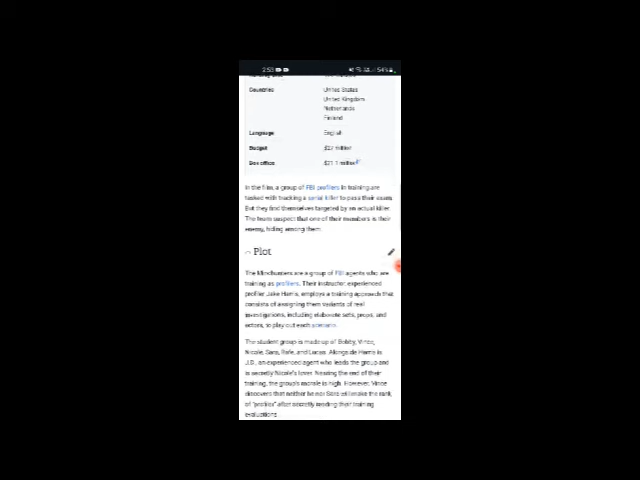 2:53
54%
Countries United States
United Kingdom
Netherlands
Finland
Language English
Budget $27 million
Box office $21.1 million
In the film, a group of FBI profilers in training are
tasked with tracking a serial killer to pass their exam.
But they find themselves targeted by an actual killer.
The team suspect that one of their members is their
enemy, hiding among them.
Plot
The Mindhunters are a group of FBI agents who are
training as profilers. Their instructor, experienced
profiler Jake Harris, employs a training approach that
consists of assigning them variants of real
investigations, including elaborate sets, props, and
actors, to play out each scenario.
The student group is made up of Bobby, Vince,
Nicole, Sara, Rafe, and Lucas. Alongside Harris is
J.D., an experienced agent who leads the group and
is secretly Nicole's lover. Nearing the end of their
training, the group's morale is high. However, Vince
discovers that neither he nor Sara will make the rank
of "profiler" after secretly reading their training
evaluations